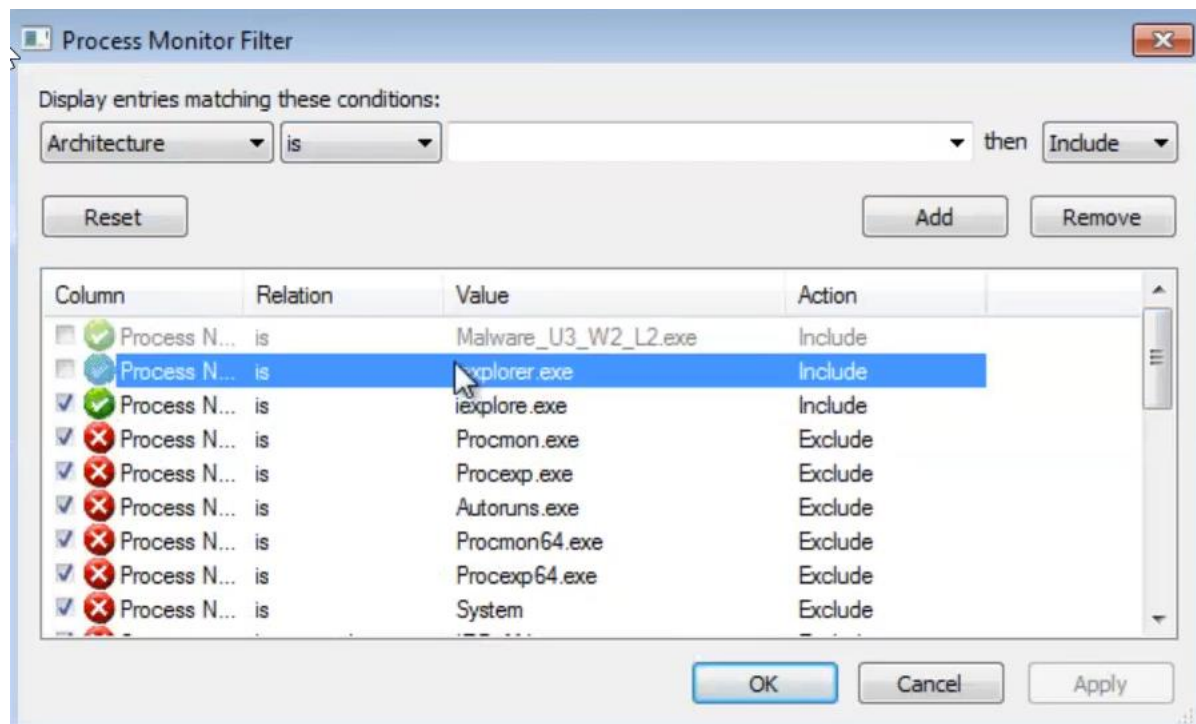 Process Monitor Filter
Display entries matching these conditions:
Architecture is then Include
Reset Add Remove
Column Relation Value Action
Process N... is Malware_U3_W2_L2.exe Include
Process N... is Include
Process N... is iexplore.exe Include
Process N... is Procmon.exe Exclude
Process N... is Procexp.exe Exclude
Process N... is Autoruns.exe Exclude
Process N... is Procmon64.exe Exclude
Process N... is Procexp64.exe Exclude
Process N... is System Exclude
OK Cancel Apply